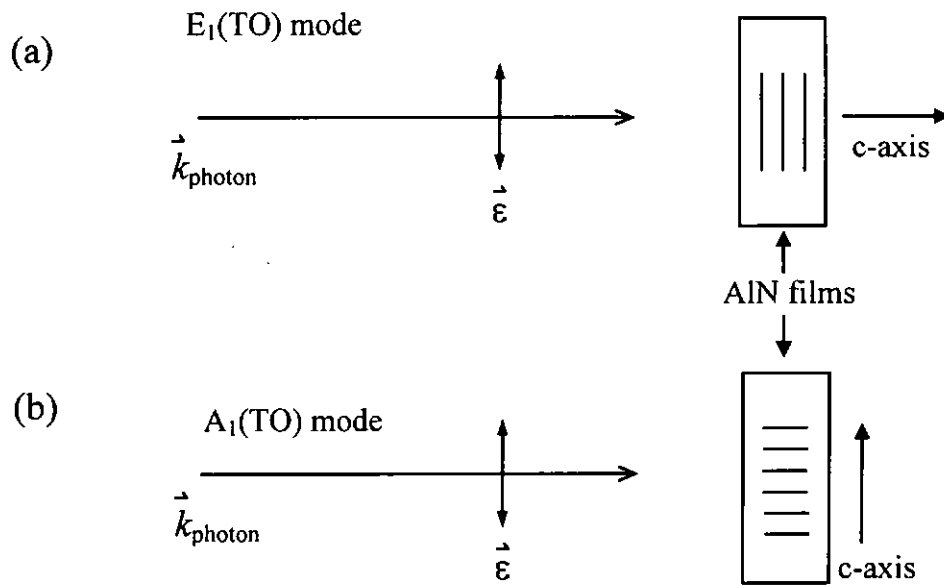 (a)
E₁(TO) mode
k⃗photon
ε⃗
c-axis
AlN films
(b)
A₁(TO) mode
k⃗photon
ε⃗
c-axis